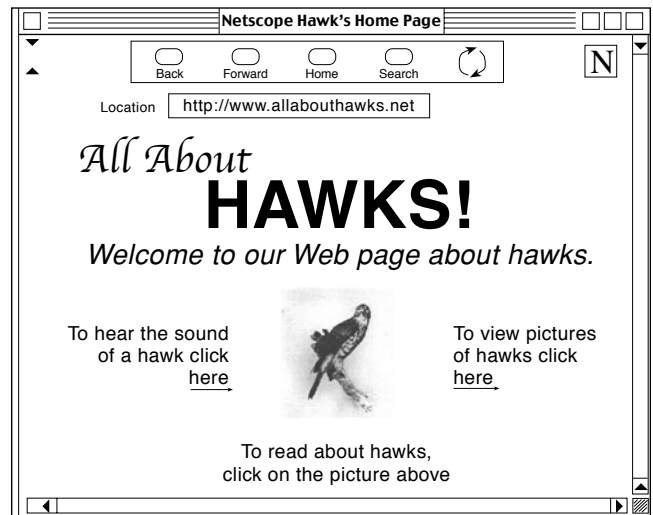 Netscope Hawk's Home Page
Back Forward Home Search
N
Location http://www.allabouthawks.net
All About
HAWKS!
Welcome to our Web page about hawks.
To hear the sound
of a hawk click
here
To view pictures
of hawks click
here
To read about hawks,
click on the picture above